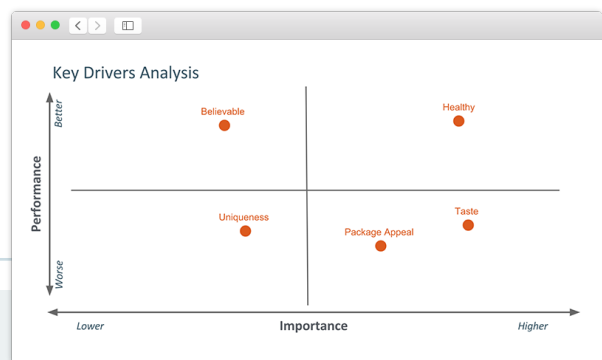 Key Drivers Analysis
Better
Believable
Healthy
Performance
Uniqueness
Taste
Package Appeal
Worse
Lower
Importance
Higher